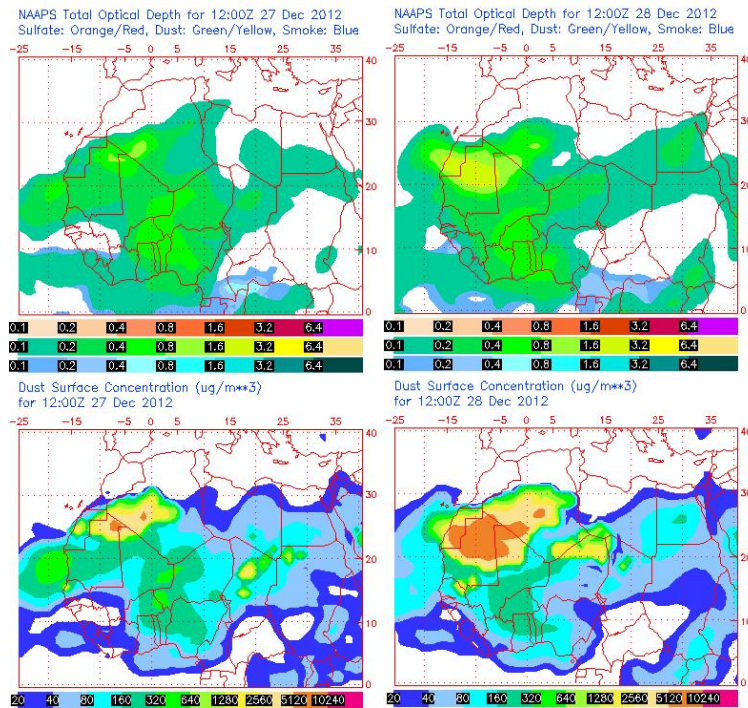 NAAPS Total Optical Depth for 12:00Z 27 Dec 2012
Sulfate: Orange/Red, Dust: Green/Yellow, Smoke: Blue
-25 -15 -5 0 5 15 25 35
40
30
20
10
0
0.1 0.2 0.4 0.8 1.6 3.2 6.4
0.1 0.2 0.4 0.8 1.6 3.2 6.4
0.1 0.2 0.4 0.8 1.6 3.2 6.4
NAAPS Total Optical Depth for 12:00Z 28 Dec 2012
Sulfate: Orange/Red, Dust: Green/Yellow, Smoke: Blue
-25 -15 -5 0 5 15 25 35
40
30
20
10
0
0.1 0.2 0.4 0.8 1.6 3.2 6.4
0.1 0.2 0.4 0.8 1.6 3.2 6.4
0.1 0.2 0.4 0.8 1.6 3.2 6.4
Dust Surface Concentration (ug/m**3)
for 12:00Z 27 Dec 2012
-25 -15 -5 0 5 15 25 35
40
30
20
10
0
20 40 80 160 320 640 1280 2560 5120 10240
Dust Surface Concentration (ug/m**3)
for 12:00Z 28 Dec 2012
-25 -15 -5 0 5 15 25 35
40
30
20
10
0
20 40 80 160 320 640 1280 2560 5120 10240